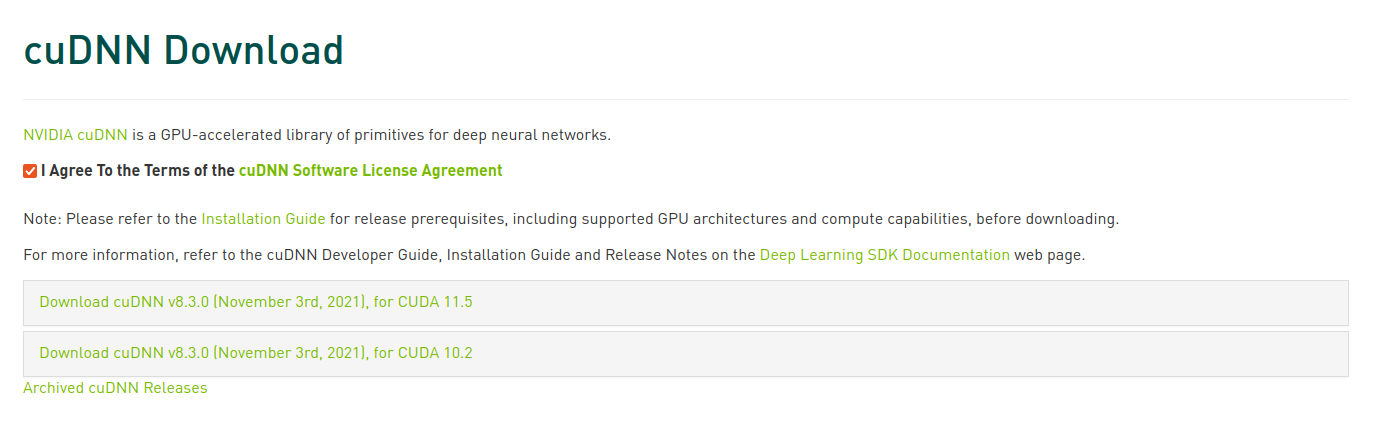 cuDNN Download
NVIDIA cuDNN is a GPU-accelerated library of primitives for deep neural networks.
I Agree To the Terms of the cuDNN Software License Agreement
Note: Please refer to the Installation Guide for release prerequisites, including supported GPU architectures and compute capabilities, before downloading.
For more information, refer to the cuDNN Developer Guide, Installation Guide and Release Notes on the Deep Learning SDK Documentation web page.
Download cuDNN v8.3.0 (November 3rd, 2021), for CUDA 11.5
Download cuDNN v8.3.0 (November 3rd, 2021), for CUDA 10.2
Archived cuDNN Releases